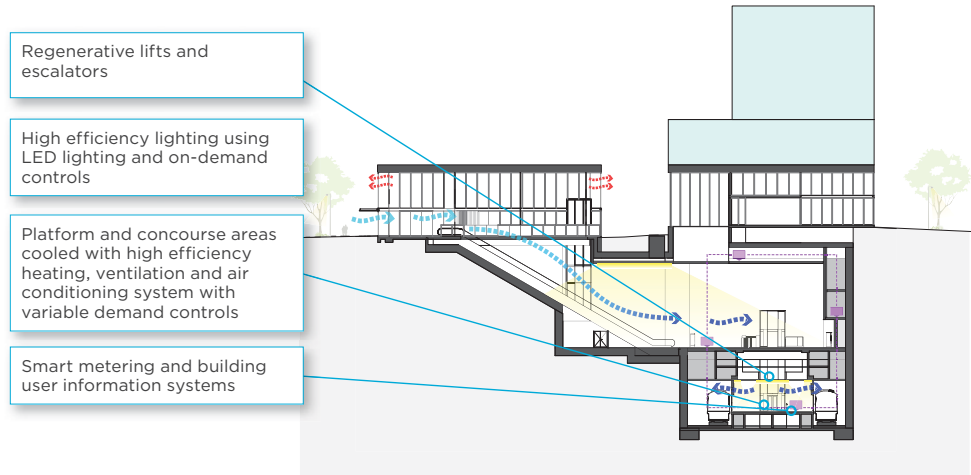 Regenerative lifts and
escalators
High efficiency lighting using
LED lighting and on-demand
controls
Platform and concourse areas
cooled with high efficiency
heating, ventilation and air
conditioning system with
variable demand controls
Smart metering and building
user information systems